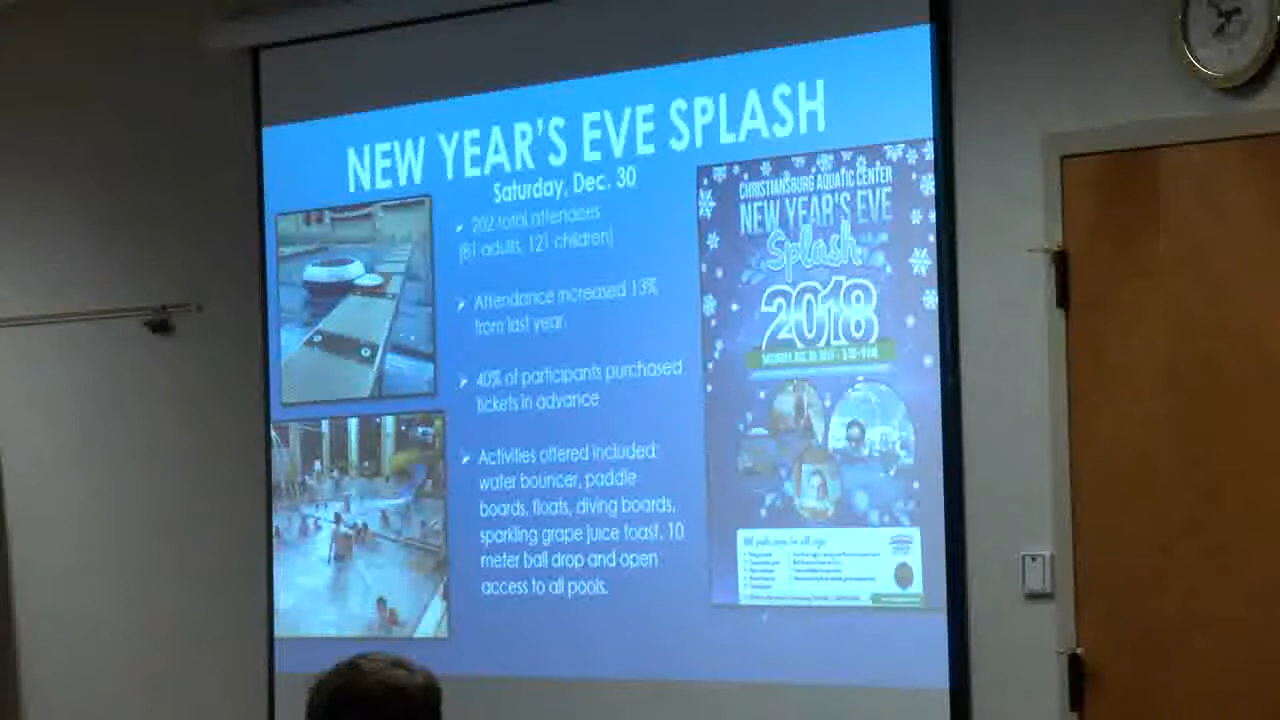 NEW YEAR'S EVE SPLASH
Saturday, Dec. 30
➢ 202 total attendees
(81 adults, 121 children)
➢ Attendance increased 13%
from last year.
➢ 40% of participants purchased
tickets in advance
➢ Activities offered included:
water bouncer, paddle
boards, floats, diving boards,
sparkling grape juice toast, 10
meter ball drop and open
access to all pools.
CHRISTIANSBURG AQUATIC CENTER
NEW YEAR'S EVE
Splash
2018